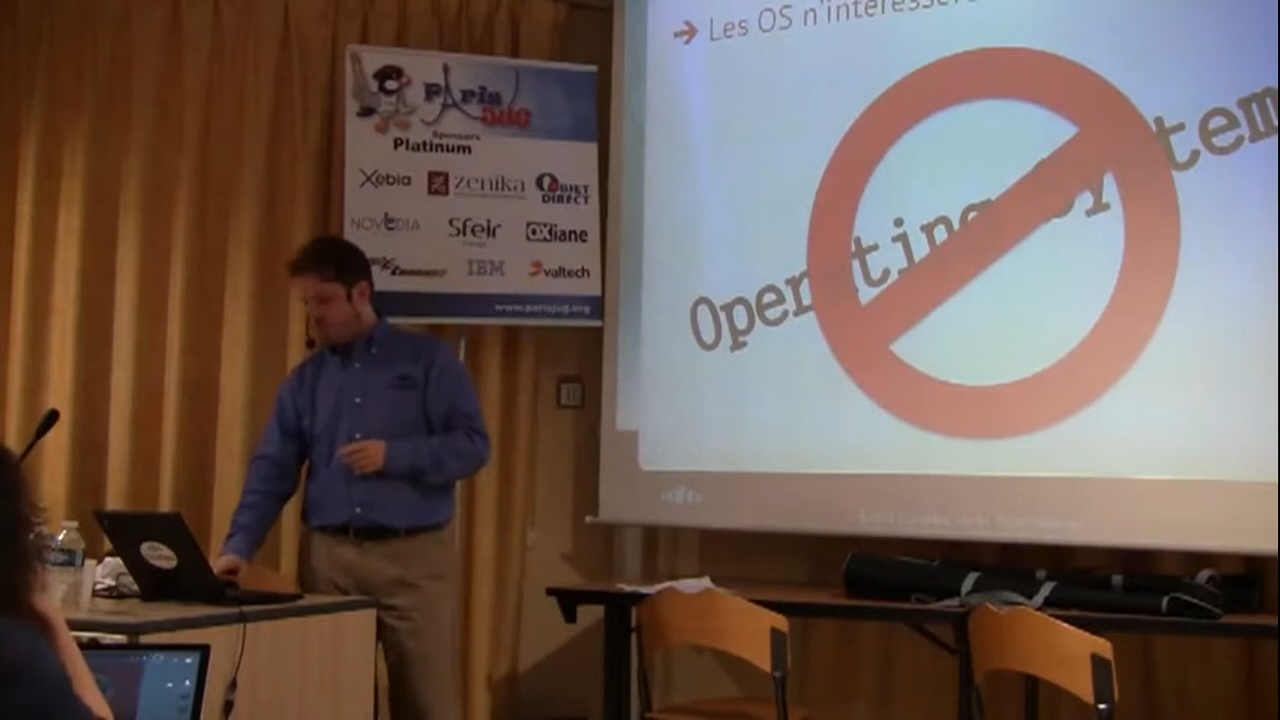 Paris
JUG
Sponsors
Platinum
Xebia
zenika
OBJET
DIRECT
NOVEDIA
Sfeir
OXiane
IBM
valtech
www.parisjug.org
Les OS n'intéressent
Operating System